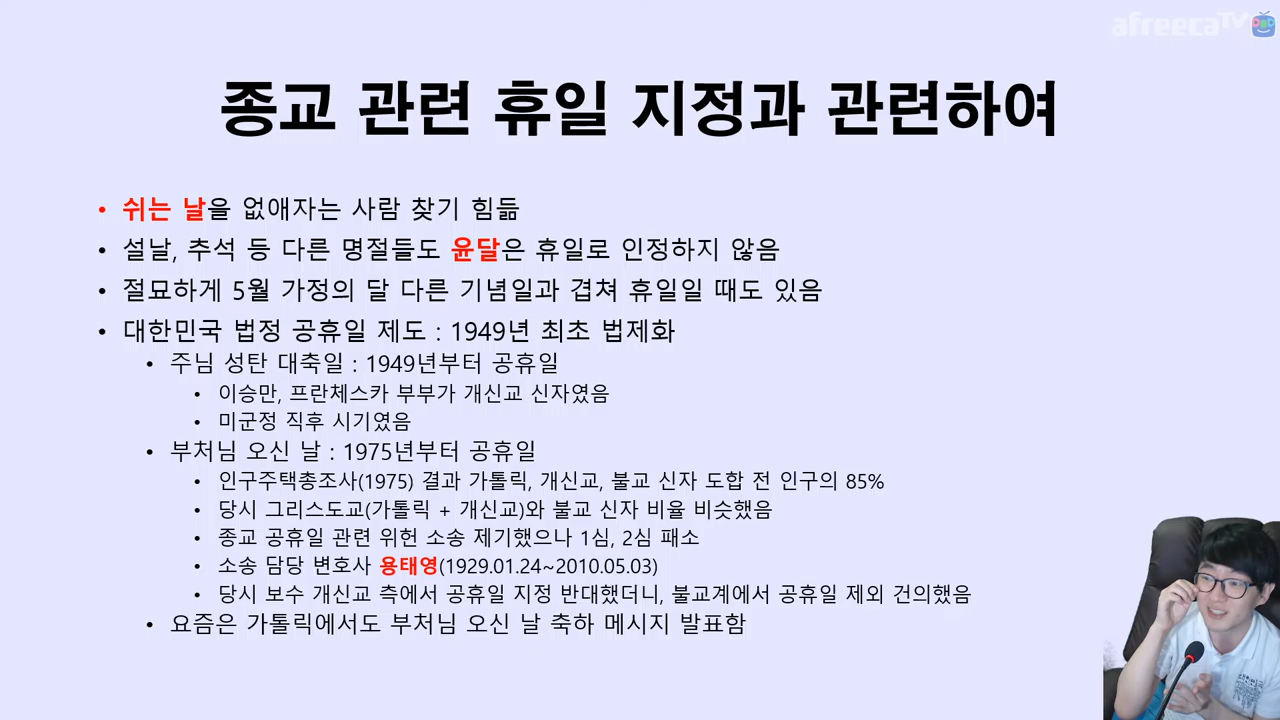 afreecaTV
종교 관련 휴일 지정과 관련하여
• 쉬는 날을 없애자는 사람 찾기 힘듦
• 설날, 추석 등 다른 명절들도 윤달은 휴일로 인정하지 않음
• 절묘하게 5월 가정의 달 다른 기념일과 겹쳐 휴일일 때도 있음
• 대한민국 법정 공휴일 제도 : 1949년 최초 법제화
• 주님 성탄 대축일 : 1949년부터 공휴일
• 이승만, 프란체스카 부부가 개신교 신자였음
• 미군정 직후 시기였음
• 부처님 오신 날 : 1975년부터 공휴일
• 인구주택총조사(1975) 결과 가톨릭, 개신교, 불교 신자 도합 전 인구의 85%
• 당시 그리스도교(가톨릭 + 개신교)와 불교 신자 비율 비슷했음
• 종교 공휴일 관련 위헌 소송 제기했으나 1심, 2심 패소
• 소송 담당 변호사 용태영(1929.01.24~2010.05.03)
• 당시 보수 개신교 측에서 공휴일 지정 반대했더니, 불교계에서 공휴일 제외 건의했음
• 요즘은 가톨릭에서도 부처님 오신 날 축하 메시지 발표함